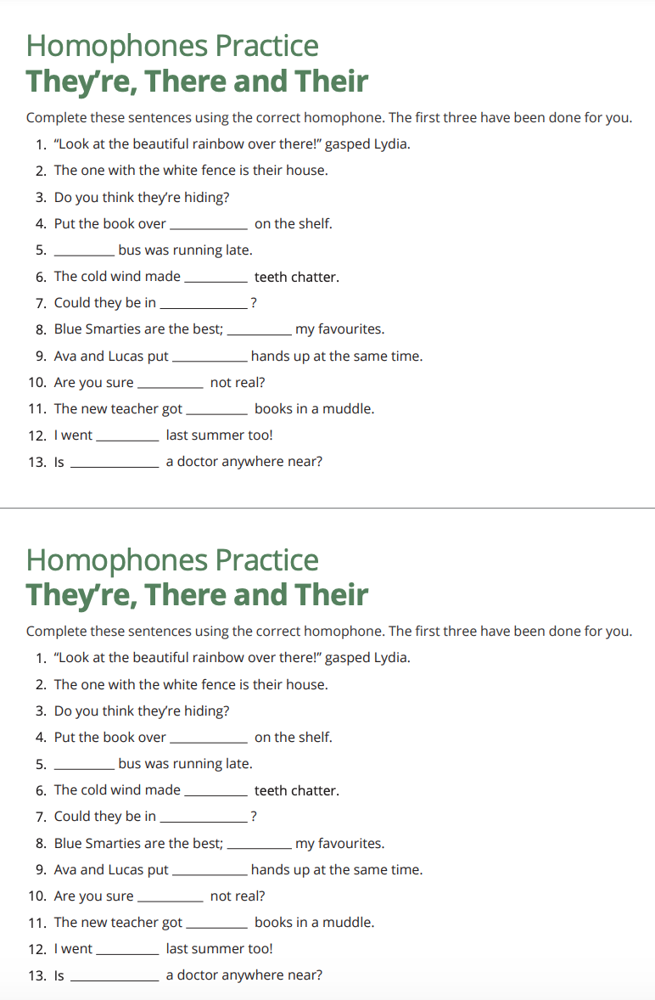 Homophones Practice
They’re, There and Their
Complete these sentences using the correct homophone. The first three have been done for you.
1. “Look at the beautiful rainbow over there!” gasped Lydia.
2. The one with the white fence is their house.
3. Do you think they’re hiding?
4. Put the book over ___________ on the shelf.
5. _________ bus was running late.
6. The cold wind made _________ teeth chatter.
7. Could they be in ____________ ?
8. Blue Smarties are the best; _________ my favourites.
9. Ava and Lucas put ___________ hands up at the same time.
10. Are you sure _________ not real?
11. The new teacher got _________ books in a muddle.
12. I went _________ last summer too!
13. Is ____________ a doctor anywhere near?
Homophones Practice
They’re, There and Their
Complete these sentences using the correct homophone. The first three have been done for you.
1. “Look at the beautiful rainbow over there!” gasped Lydia.
2. The one with the white fence is their house.
3. Do you think they’re hiding?
4. Put the book over ___________ on the shelf.
5. _________ bus was running late.
6. The cold wind made _________ teeth chatter.
7. Could they be in ____________ ?
8. Blue Smarties are the best; _________ my favourites.
9. Ava and Lucas put ___________ hands up at the same time.
10. Are you sure _________ not real?
11. The new teacher got _________ books in a muddle.
12. I went _________ last summer too!
13. Is ____________ a doctor anywhere near?